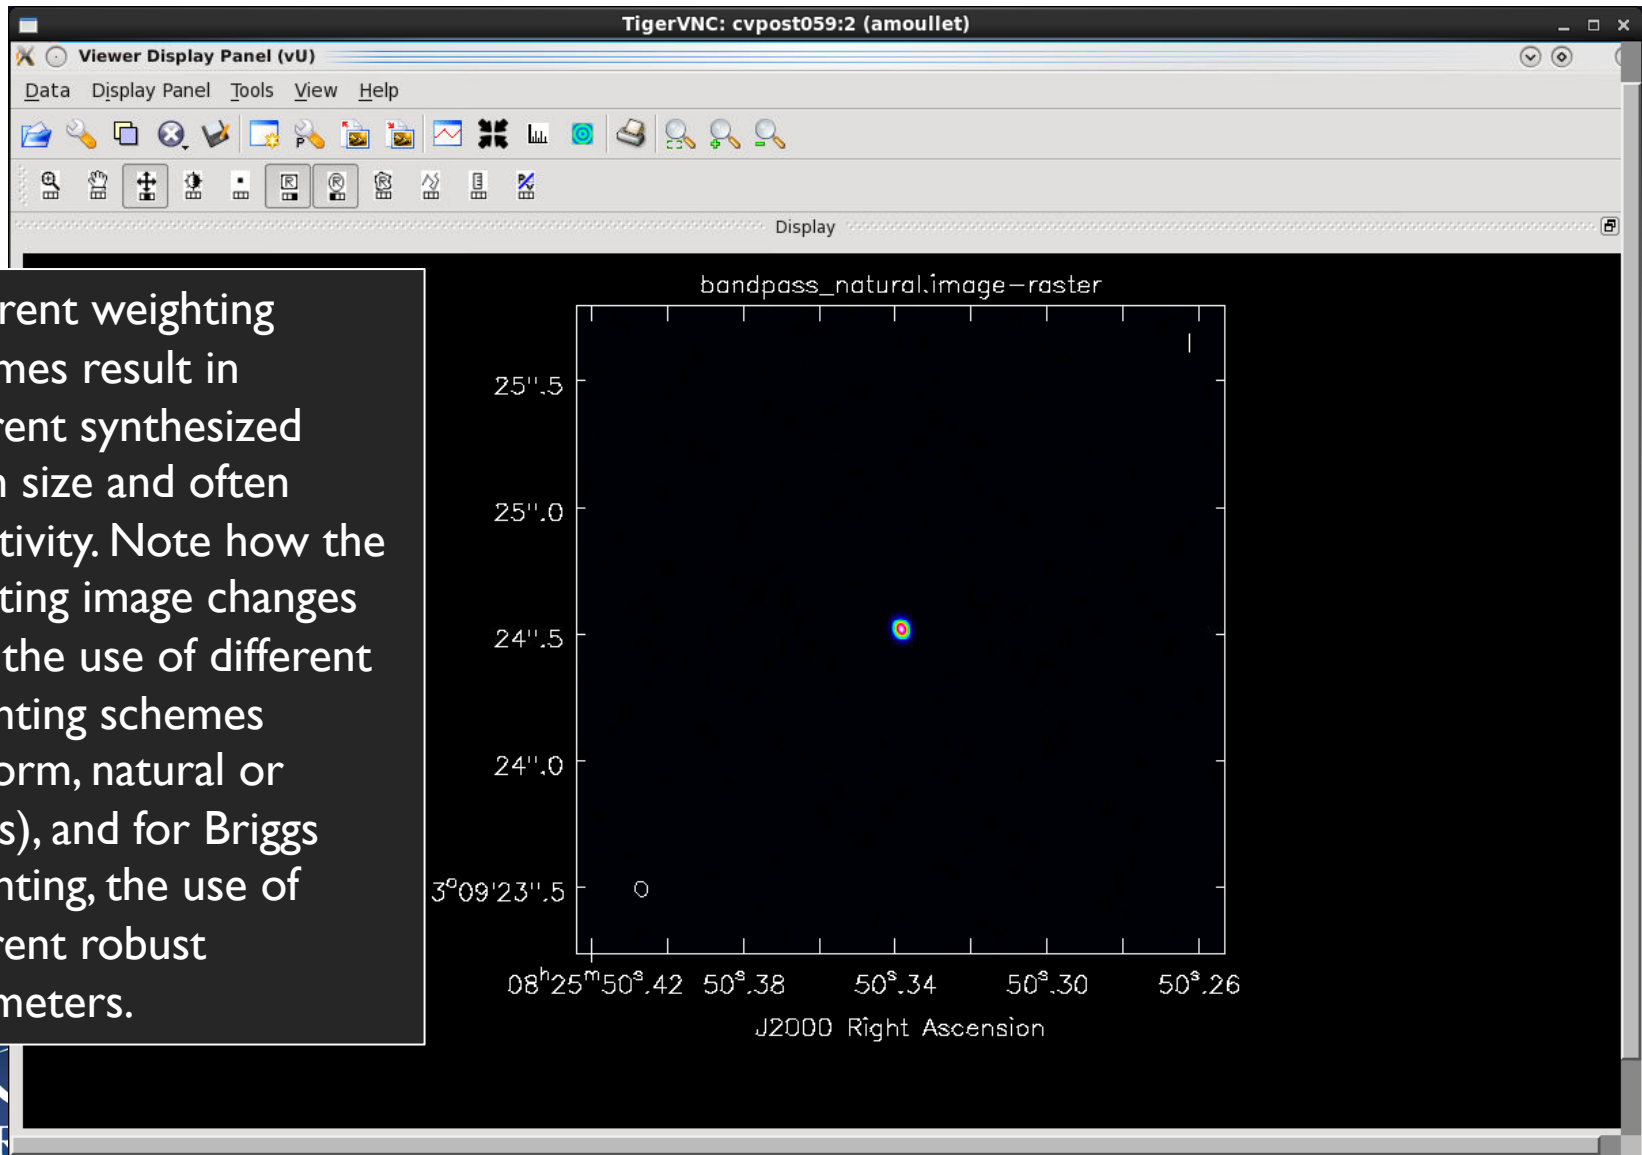 TigerVNC: cvpost059:2 (amoullet)
Viewer Display Panel (vU)
Data Display Panel Tools View Help
Display
bandpass_natural.image-raster
I
25".5
25".0
24".5
24".0
3°09'23".5
08ʰ25ᵐ50ˢ.42 50ˢ.38 50ˢ.34 50ˢ.30 50ˢ.26
J2000 Right Ascension
rent weighting
mes result in
rent synthesized
size and often
tivity. Note how the
ting image changes
the use of different
nting schemes
orm, natural or
s), and for Briggs
nting, the use of
rent robust
meters.